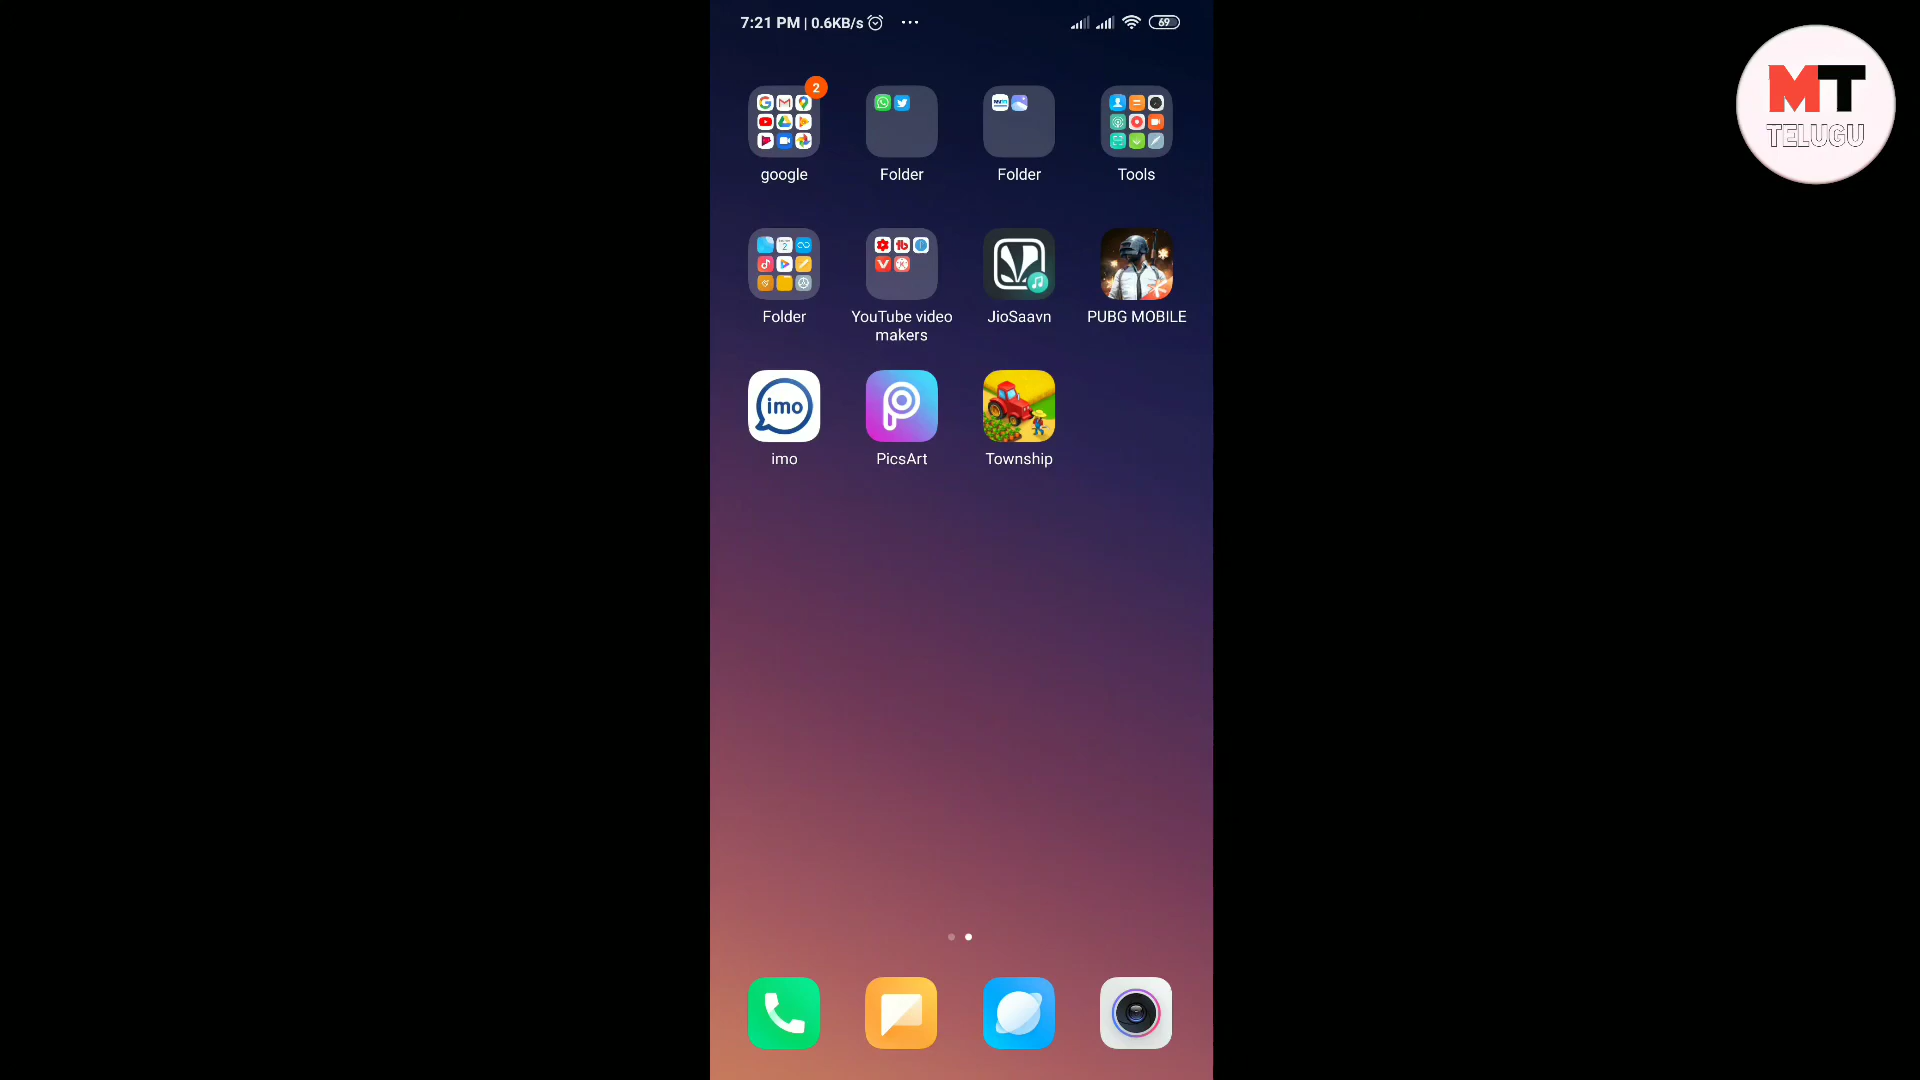 7:21 PM | 0.6KB/s
69
MT
TELUGU
2
google
Folder
Folder
Tools
Folder
YouTube video
makers
JioSaavn
PUBG MOBILE
imo
imo
PicsArt
Township